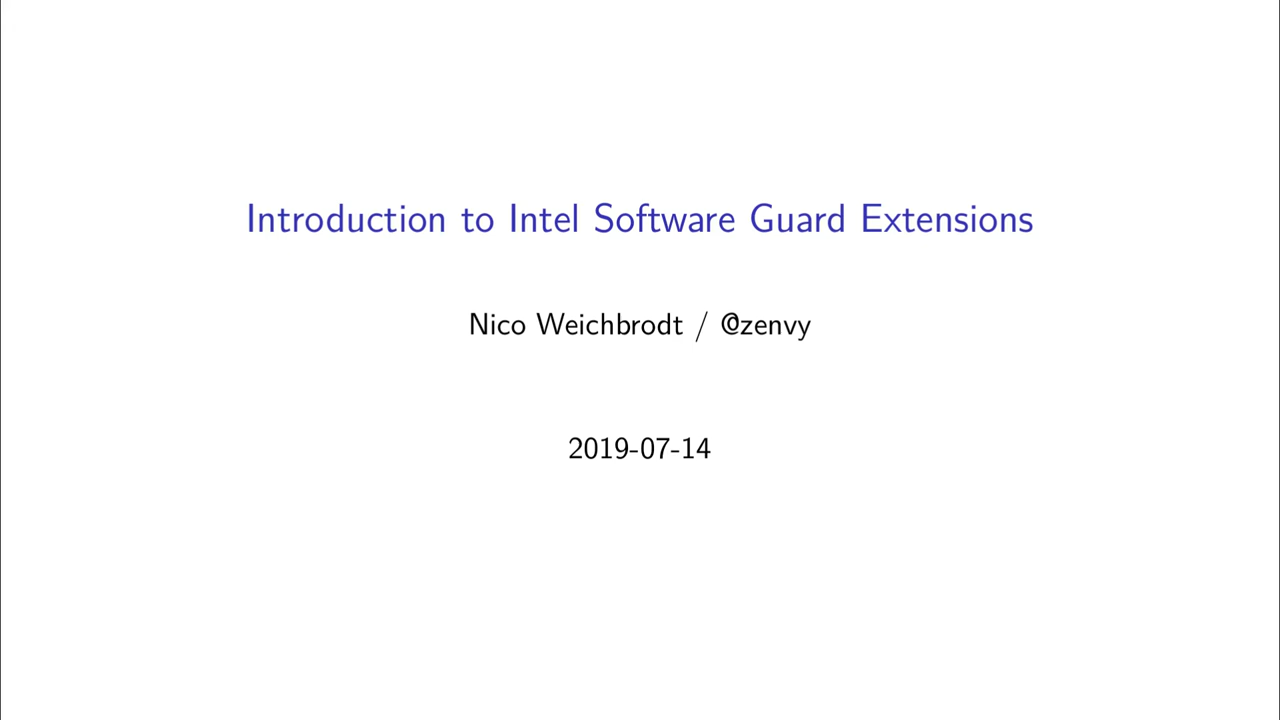 Introduction to Intel Software Guard Extensions
Nico Weichbrodt / @zenvy
2019-07-14